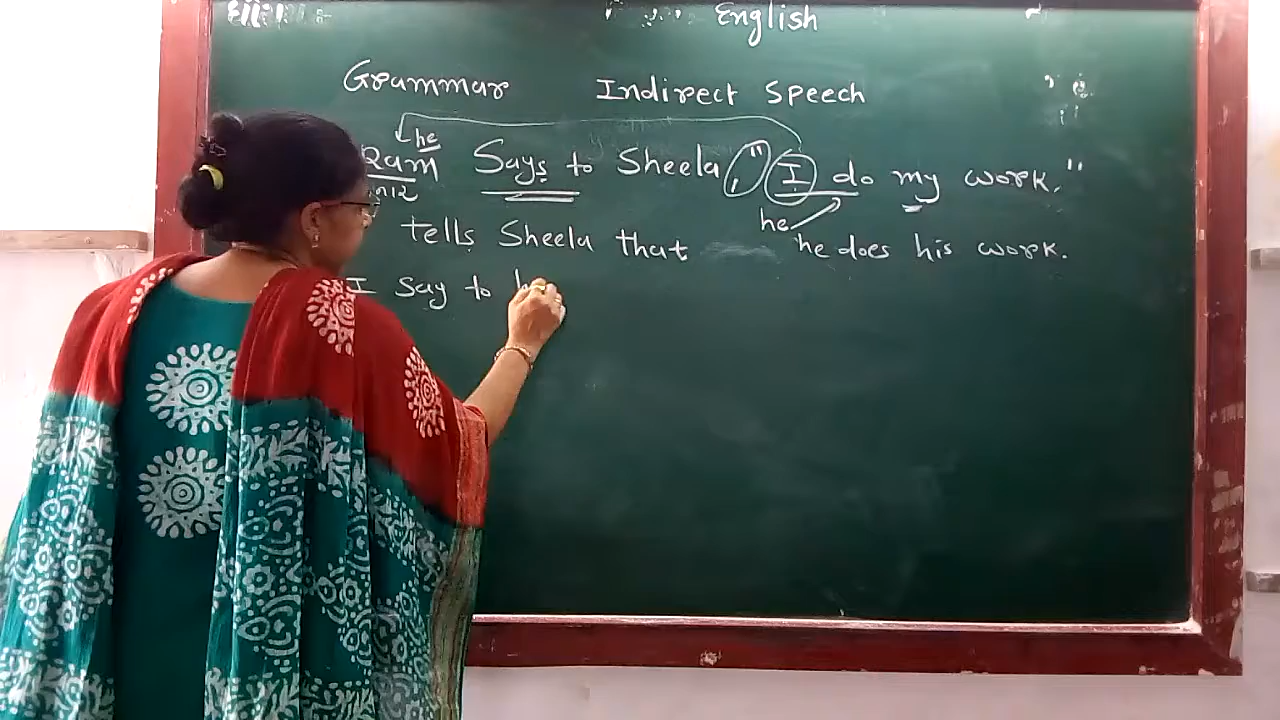 English
Grammar Indirect Speech
he
Ram says to Sheela, "I do my work."
he
tells Sheela that he does his work.
I say to